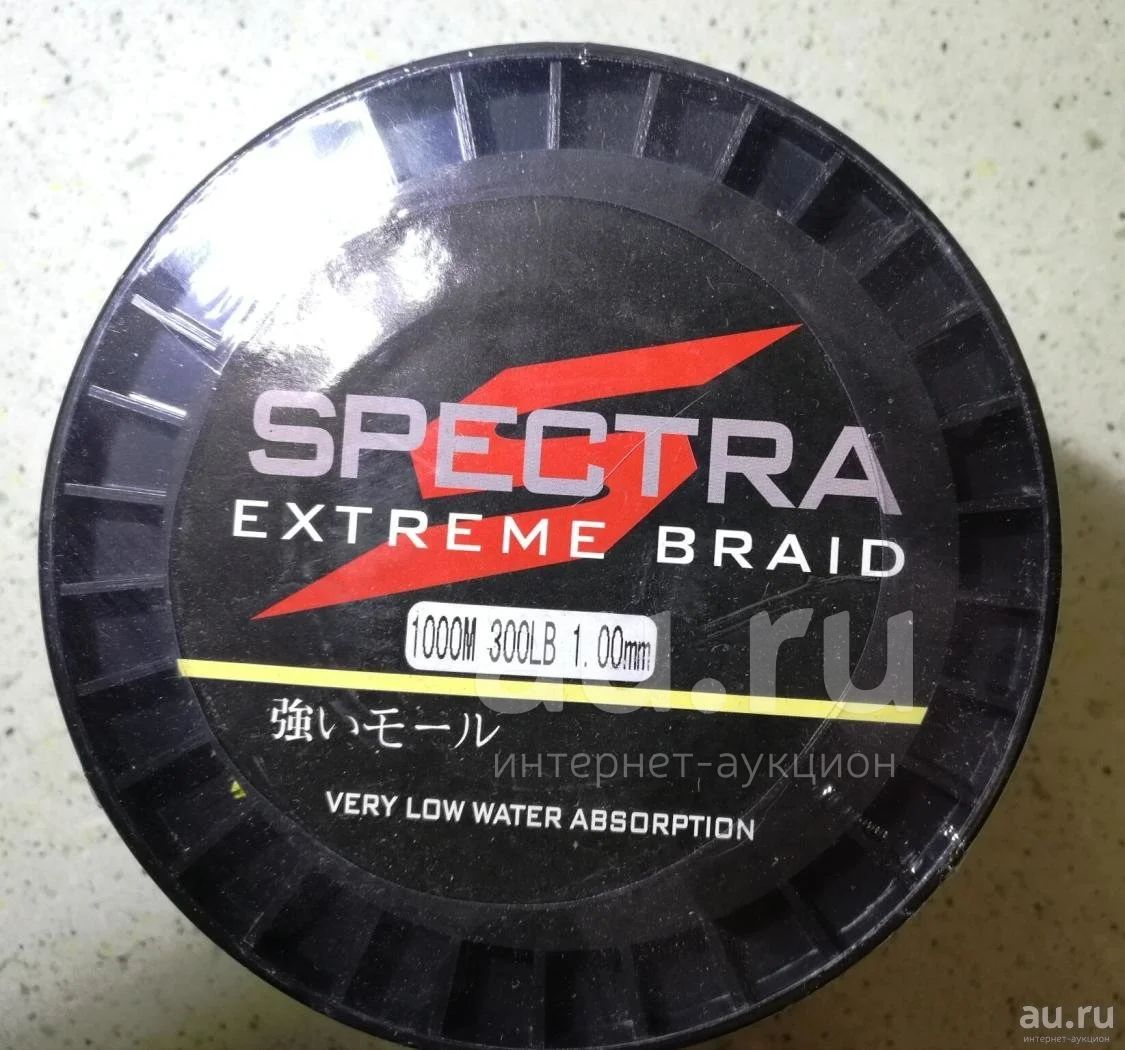 SPECTRA
EXTREME BRAID
1000M 300LB 1.00mm
強いモール
VERY LOW WATER ABSORPTION
au.ru
интернет-аукцион
au.ru
интернет-аукцион